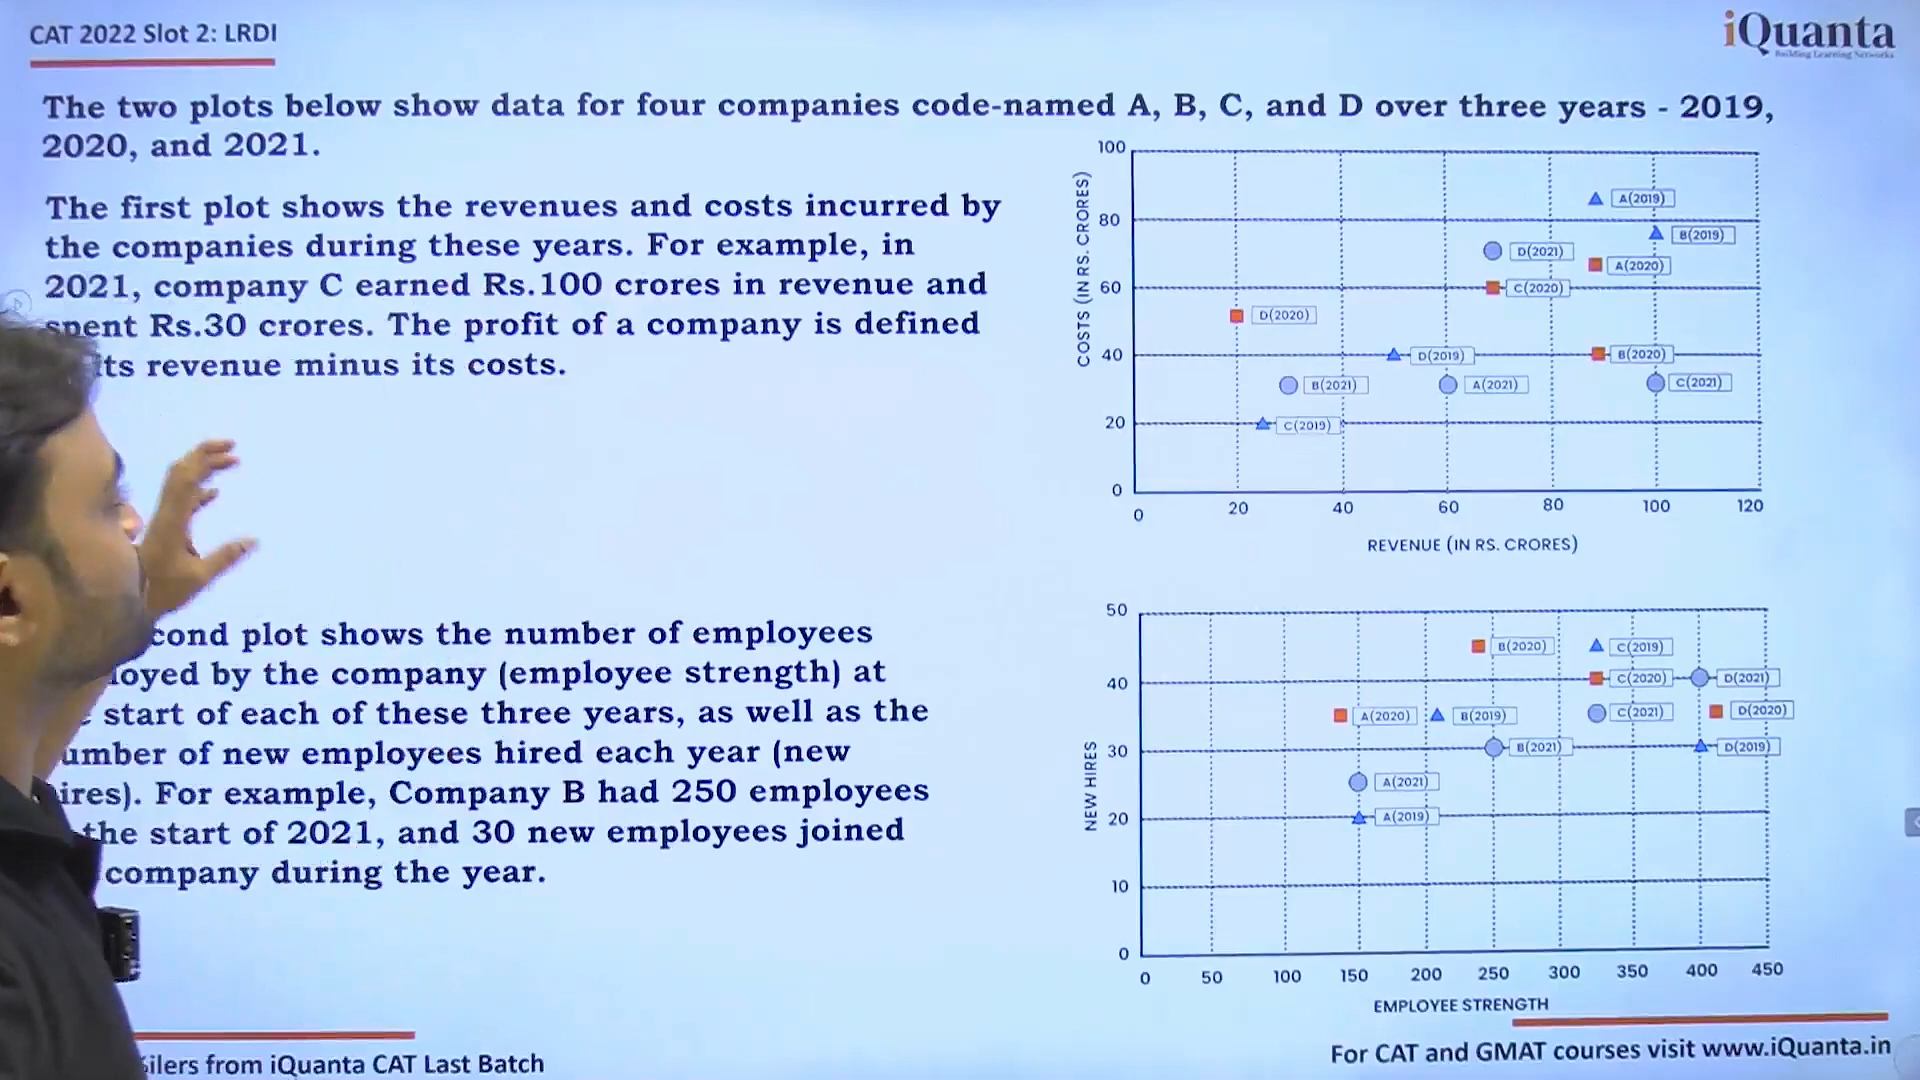 CAT 2022 Slot 2: LRDI
iQuanta
Building Learning Networks
The two plots below show data for four companies code-named A, B, C, and D over three years - 2019,
2020, and 2021.
The first plot shows the revenues and costs incurred by
the companies during these years. For example, in
2021, company C earned Rs.100 crores in revenue and
spent Rs.30 crores. The profit of a company is defined
its revenue minus its costs.
cond plot shows the number of employees
loyed by the company (employee strength) at
start of each of these three years, as well as the
umber of new employees hired each year (new
ires). For example, Company B had 250 employees
the start of 2021, and 30 new employees joined
company during the year.
COSTS (IN RS. CRORES)
100
80
60
40
20
0
A(2019)
B(2019)
D(2021)
A(2020)
C(2020)
D(2020)
D(2019)
B(2020)
B(2021)
A(2021)
C(2021)
C(2019)
0 20 40 60 80 100 120
REVENUE (IN RS. CRORES)
NEW HIRES
50
40
30
20
10
0
B(2020)
C(2019)
C(2020)
D(2021)
A(2020)
B(2019)
C(2021)
D(2020)
B(2021)
D(2019)
A(2021)
A(2019)
0 50 100 150 200 250 300 350 400 450
EMPLOYEE STRENGTH
ilers from iQuanta CAT Last Batch
For CAT and GMAT courses visit www.iQuanta.in